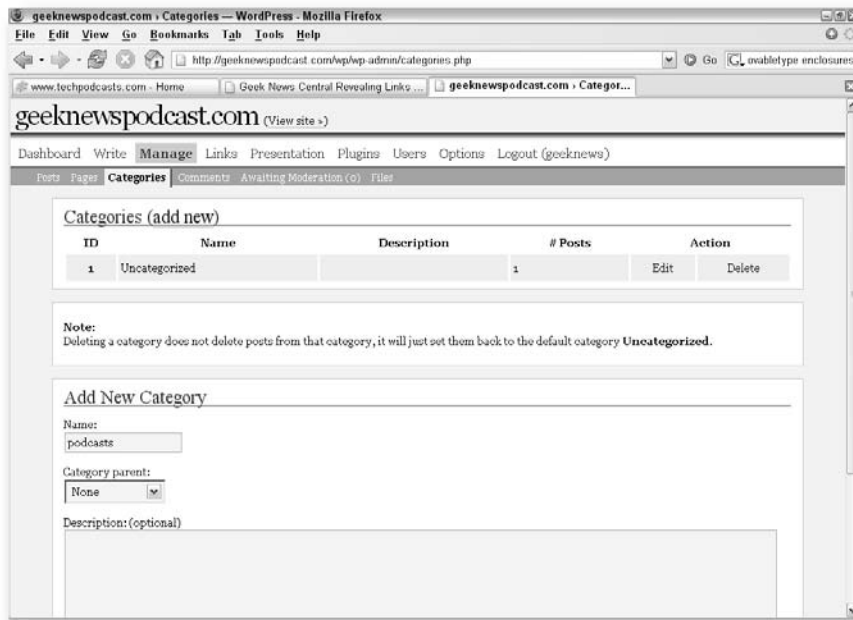 geeknewspodcast.com › Categories — WordPress - Mozilla Firefox
File Edit View Go Bookmarks Tab Tools Help
http://geeknewspodcast.com/wp/wp-admin/categories.php Go G, ovabletype enclosures
www.techpodcasts.com - Home Geek News Central Revealing Links ... geeknewspodcast.com › Categor...
geeknewspodcast.com (View site »)
Dashboard Write Manage Links Presentation Plugins Users Options Logout (geeknews)
Posts Pages Categories Comments Awaiting Moderation (0) Files
Categories (add new)
ID Name Description # Posts Action
1 Uncategorized 1 Edit Delete
Note:
Deleting a category does not delete posts from that category, it will just set them back to the default category Uncategorized.
Add New Category
Name:
podcasts
Category parent:
None
Description: (optional)